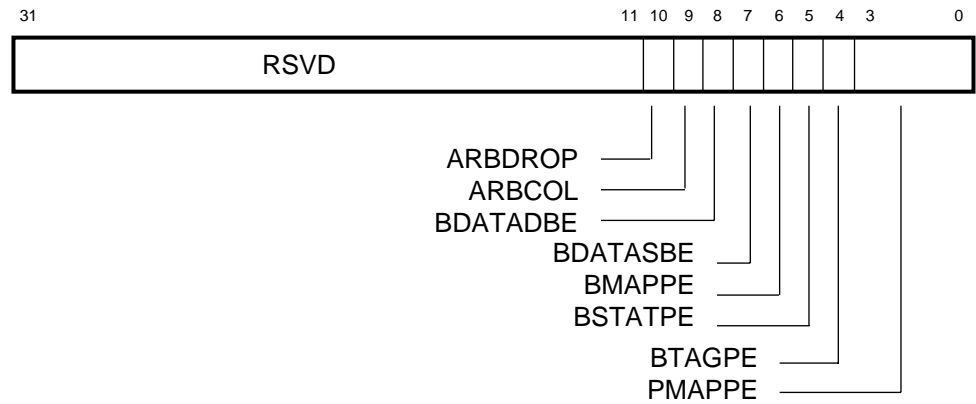 31 11 10 9 8 7 6 5 4 3 0
RSVD
ARBDROP
ARBCOL
BDATADBE
BDATASBE
BMAPPE
BSTATPE
BTAGPE
PMAPPE